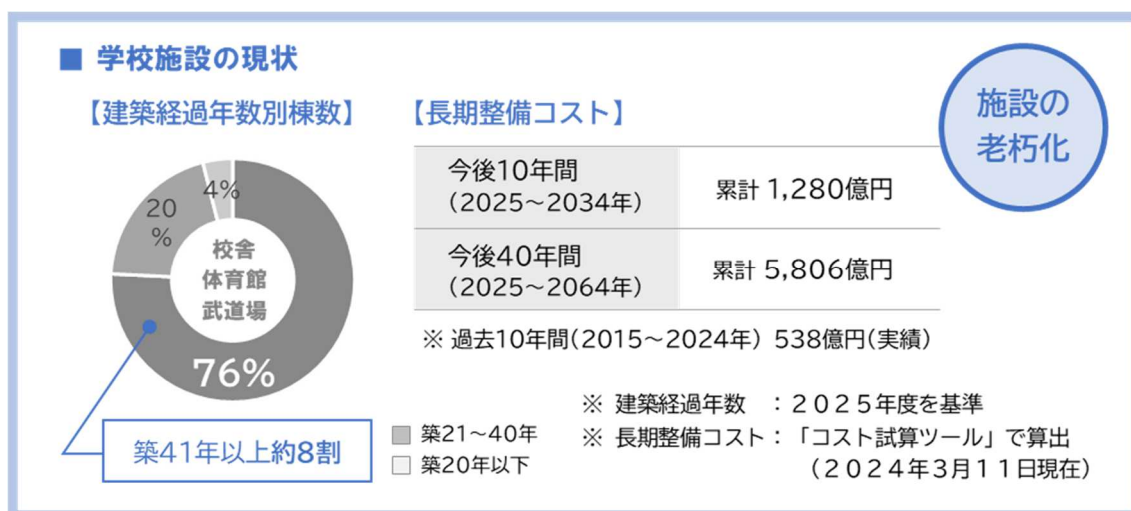 ■ 学校施設の現状
施設の
老朽化
【建築経過年数別棟数】
【長期整備コスト】
4%
20
%
校舎
体育館
武道場
76%
築41年以上約8割
築21～40年
築20年以下
今後10年間
（2025～2034年）
累計 1,280億円
今後40年間
（2025～2064年）
累計 5,806億円
※ 過去10年間（2015～2024年） 538億円（実績）
※ 建築経過年数 ：２０２５年度を基準
※ 長期整備コスト：「コスト試算ツール」で算出
（２０２４年３月１１日現在）